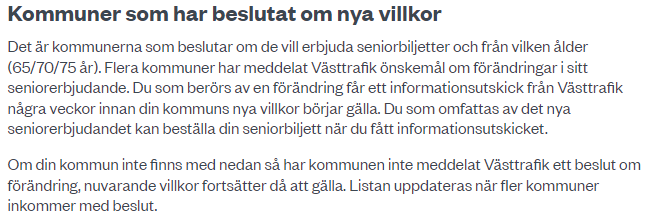 Kommuner som har beslutat om nya villkor
Det är kommunerna som beslutar om de vill erbjuda seniorbiljetter och från vilken ålder
(65/70/75 år). Flera kommuner har meddelat Västtrafik önskemål om förändringar i sitt
seniorerbjudande. Du som berörs av en förändring får ett informationsutskick från Västtrafik
några veckor innan din kommuns nya villkor börjar gälla. Du som omfattas av det nya
seniorerbjudandet kan beställa din seniorbiljett när du fått informationsutskicket.
Om din kommun inte finns med nedan så har kommunen inte meddelat Västtrafik ett beslut om
förändring, nuvarande villkor fortsätter då att gälla. Listan uppdateras när fler kommuner
inkommer med beslut.